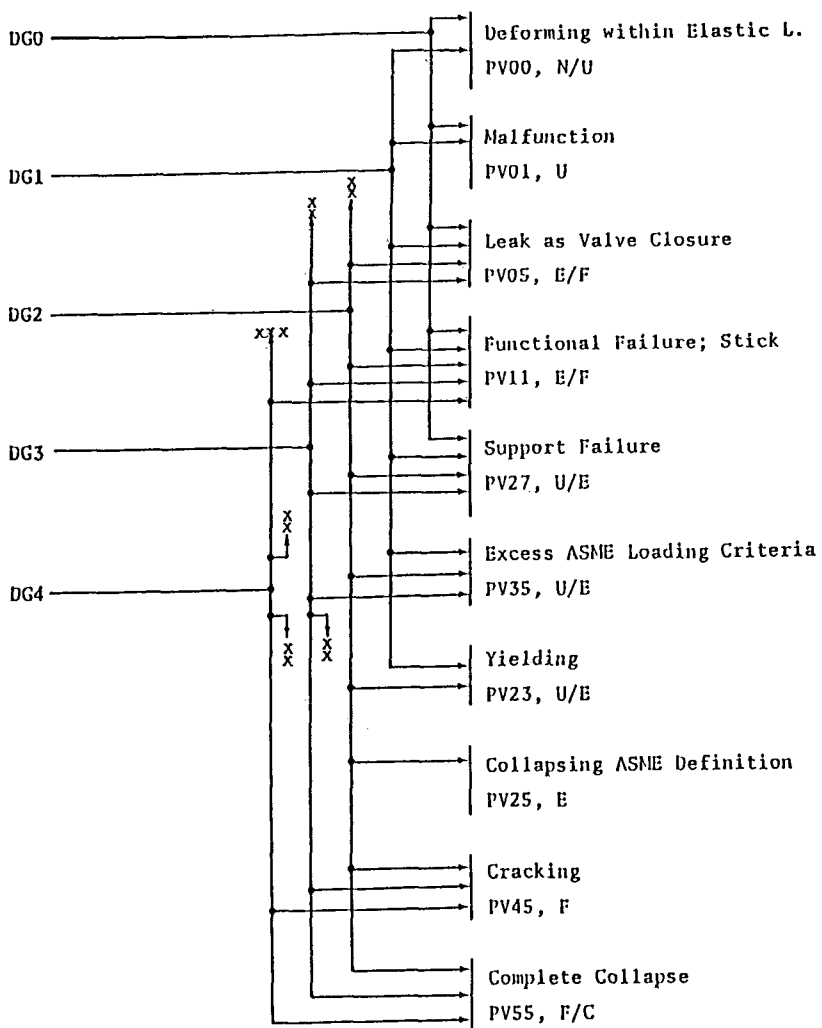 DG0
Deforming within Elastic L.
PV00, N/U
Malfunction
PV01, U
DG1
X
X
X
X
Leak as Valve Closure
PV05, E/F
DG2
X X X
Functional Failure; Stick
PV11, E/F
DG3
Support Failure
PV27, U/E
X
X
Excess ASME Loading Criteria
PV35, U/E
DG4
X
X
X
X
Yielding
PV23, U/E
Collapsing ASME Definition
PV25, E
Cracking
PV45, F
Complete Collapse
PV55, F/C